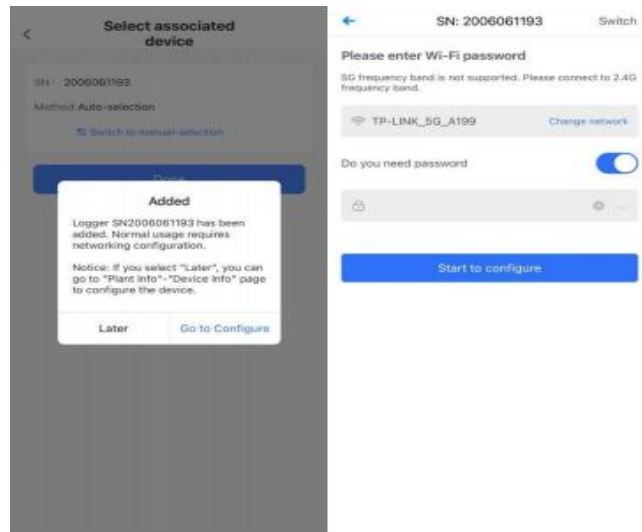 Select associated
device
SN: 2006061193
Method: Auto-selection
Switch to manual-selection
Done
Added
Logger SN2006061193 has been
added. Normal usage requires
networking configuration.
Notice: If you select "Later", you can
go to "Plant Info"-"Device Info" page
to configure the device.
Later
Go to Configure
SN: 2006061193
Switch
Please enter Wi-Fi password
5G frequency band is not supported. Please connect to 2.4G
frequency band.
TP-LINK_5G_A199
Change network
Do you need password
Start to configure